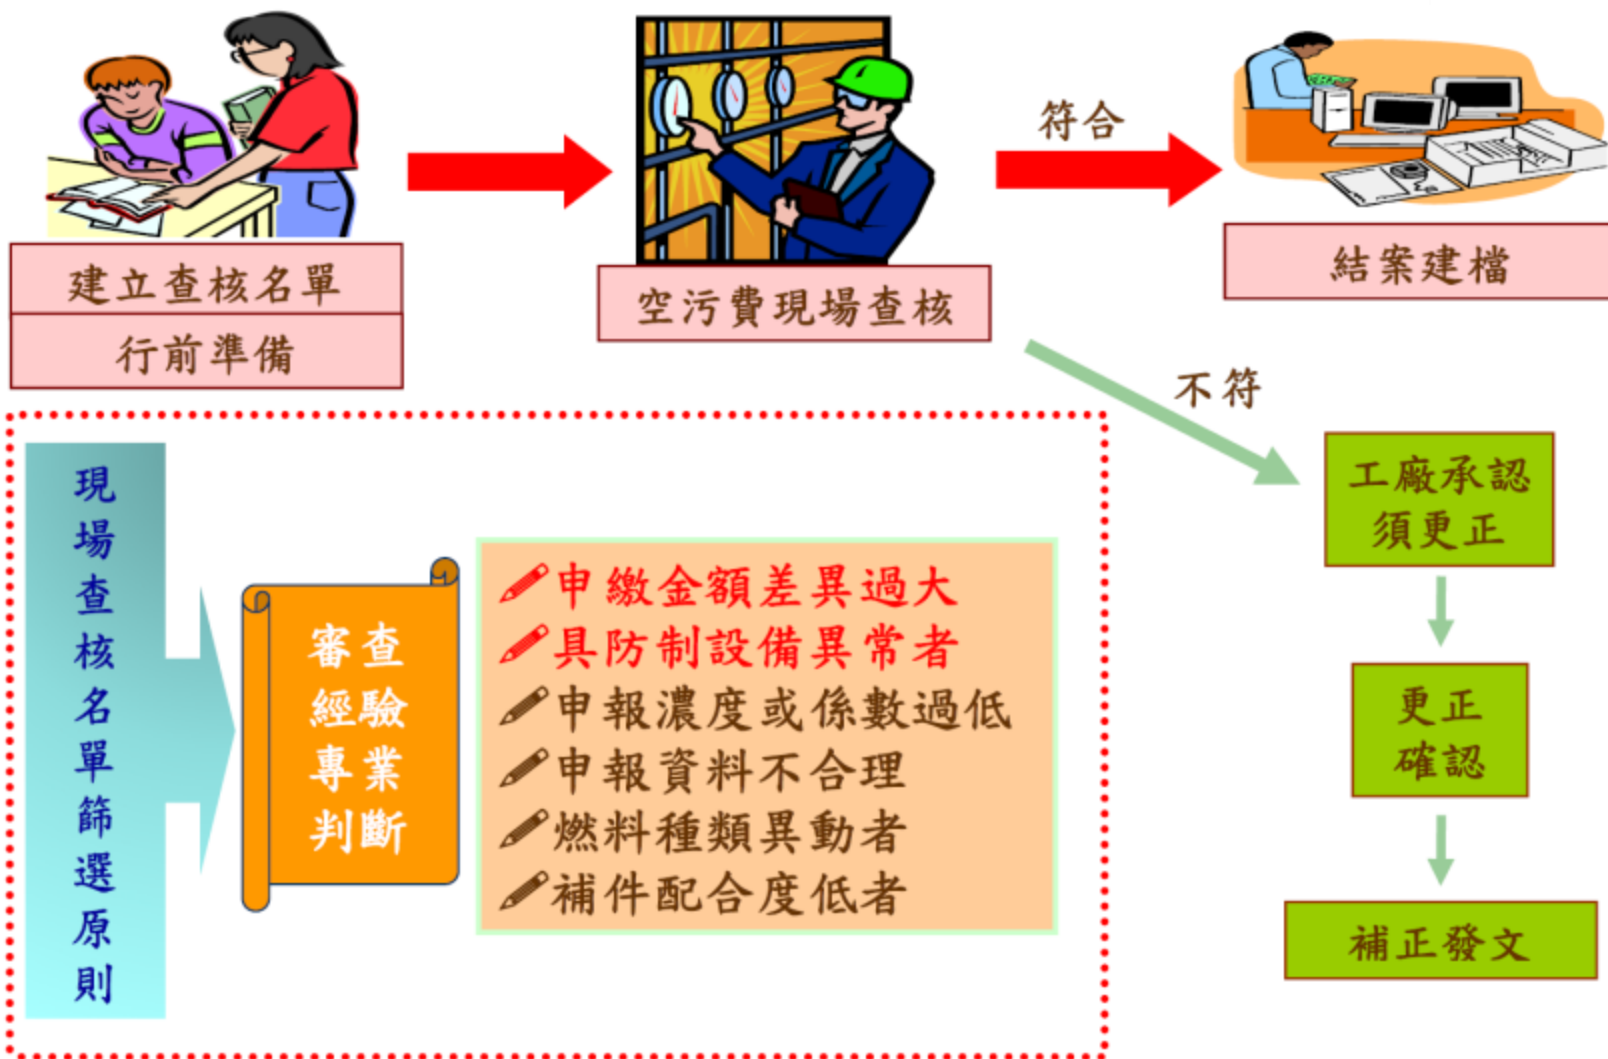 建立查核名單
行前準備
空污費現場查核
符合
結案建檔
不符
工廠承認
須更正
更正
確認
補正發文
現場查核名單篩選原則
審查
經驗
專業
判斷
申繳金額差異過大
具防制設備異常者
申報濃度或係數過低
申報資料不合理
燃料種類異動者
補件配合度低者